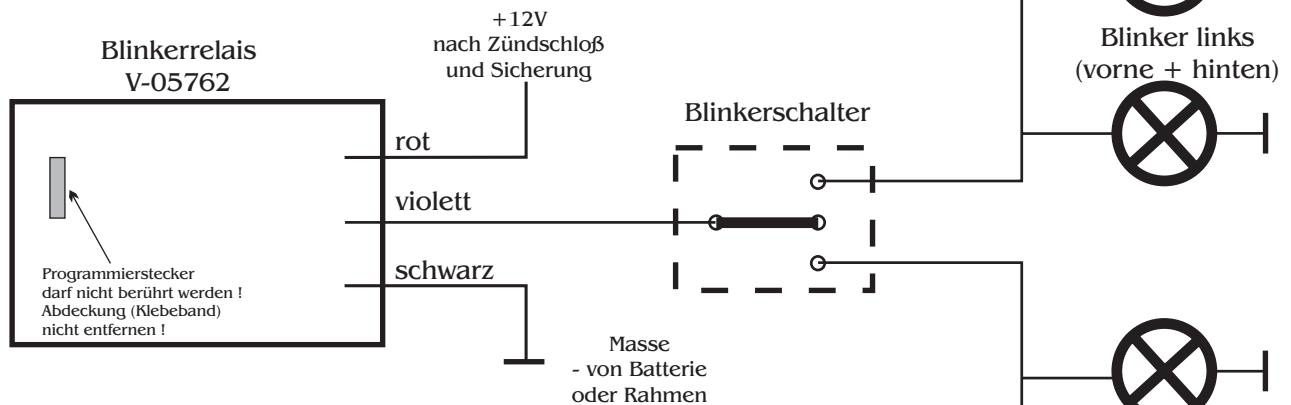 +12V
nach Zündschloß
und Sicherung
Blinkerrelais
V-05762
Blinker links
(vorne + hinten)
Blinkerschalter
rot
violett
schwarz
Programmierstecker
darf nicht berührt werden !
Abdeckung (Klebeband)
nicht entfernen !
Masse
- von Batterie
oder Rahmen